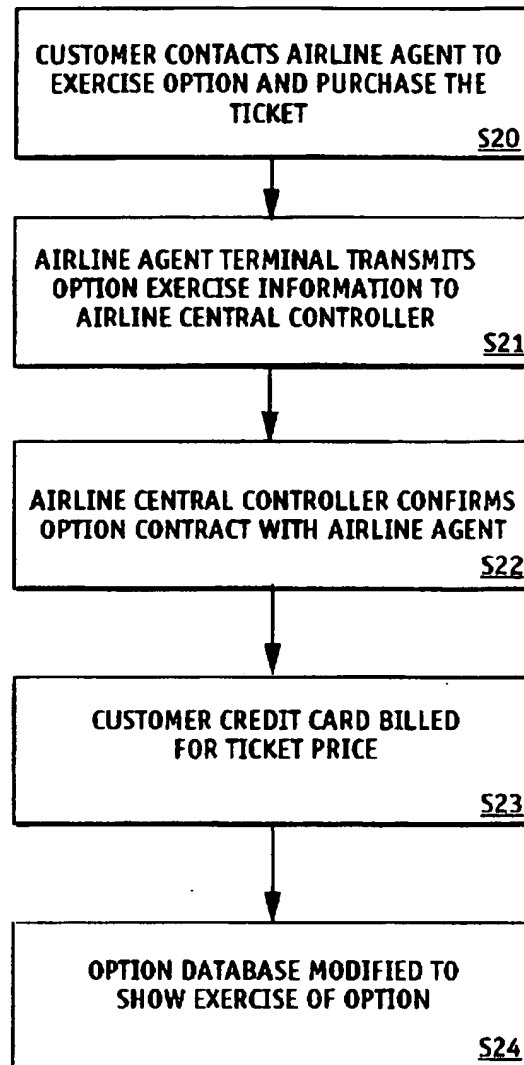 CUSTOMER CONTACTS AIRLINE AGENT TO
EXERCISE OPTION AND PURCHASE THE
TICKET
S20
AIRLINE AGENT TERMINAL TRANSMITS
OPTION EXERCISE INFORMATION TO
AIRLINE CENTRAL CONTROLLER
S21
AIRLINE CENTRAL CONTROLLER CONFIRMS
OPTION CONTRACT WITH AIRLINE AGENT
S22
CUSTOMER CREDIT CARD BILLED
FOR TICKET PRICE
S23
OPTION DATABASE MODIFIED TO
SHOW EXERCISE OF OPTION
S24